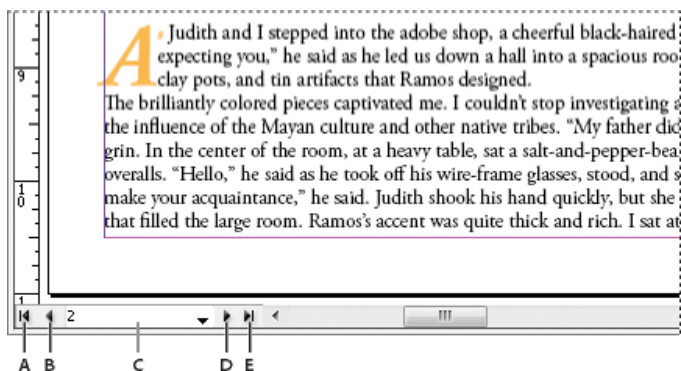 A s Judith and I stepped into the adobe shop, a cheerful black-haired
expecting you,” he said as he led us down a hall into a spacious roo
clay pots, and tin artifacts that Ramos designed.
The brilliantly colored pieces captivated me. I couldn’t stop investigating a
the influence of the Mayan culture and other native tribes. “My father dic
grin. In the center of the room, at a heavy table, sat a salt-and-pepper-bea
overalls. “Hello,” he said as he took off his wire-frame glasses, stood, and s
make your acquaintance,” he said. Judith shook his hand quickly, but she
that filled the large room. Ramos’s accent was quite thick and rich. I sat at
9
10
1
2
A B C D E